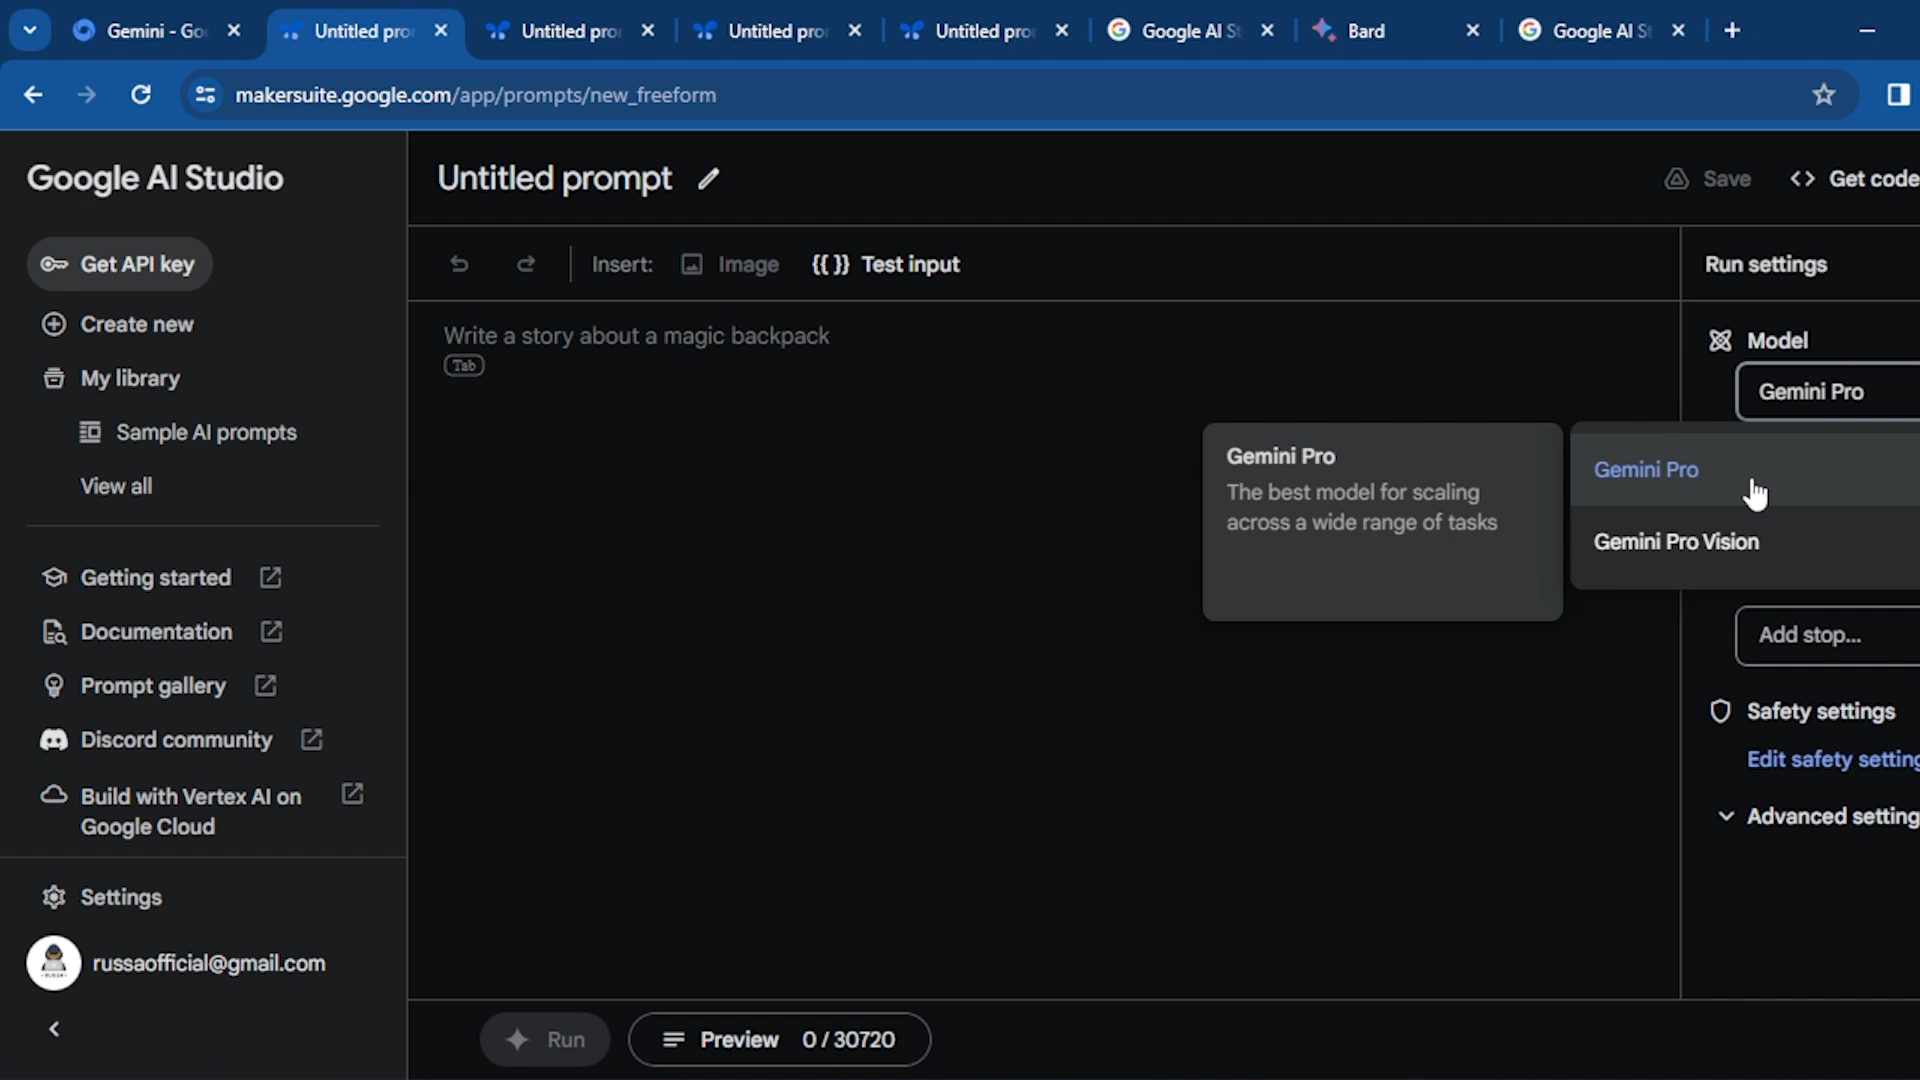 Gemini - Go
Untitled pro
Untitled pro
Untitled pro
Untitled pro
Google AI S
Bard
Google AI S
makersuite.google.com/app/prompts/new_freeform
Google AI Studio
Untitled prompt
Save
<> Get code
Get API key
Insert:
Image
{{ }} Test input
Run settings
Create new
Write a story about a magic backpack
Tab
Model
Gemini Pro
My library
Sample AI prompts
View all
Gemini Pro
The best model for scaling
across a wide range of tasks
Gemini Pro
Gemini Pro Vision
Getting started
Documentation
Add stop...
Prompt gallery
Safety settings
Discord community
Edit safety setting
Build with Vertex AI on
Google Cloud
Advanced setting
Settings
russaofficial@gmail.com
Run
Preview 0 / 30720